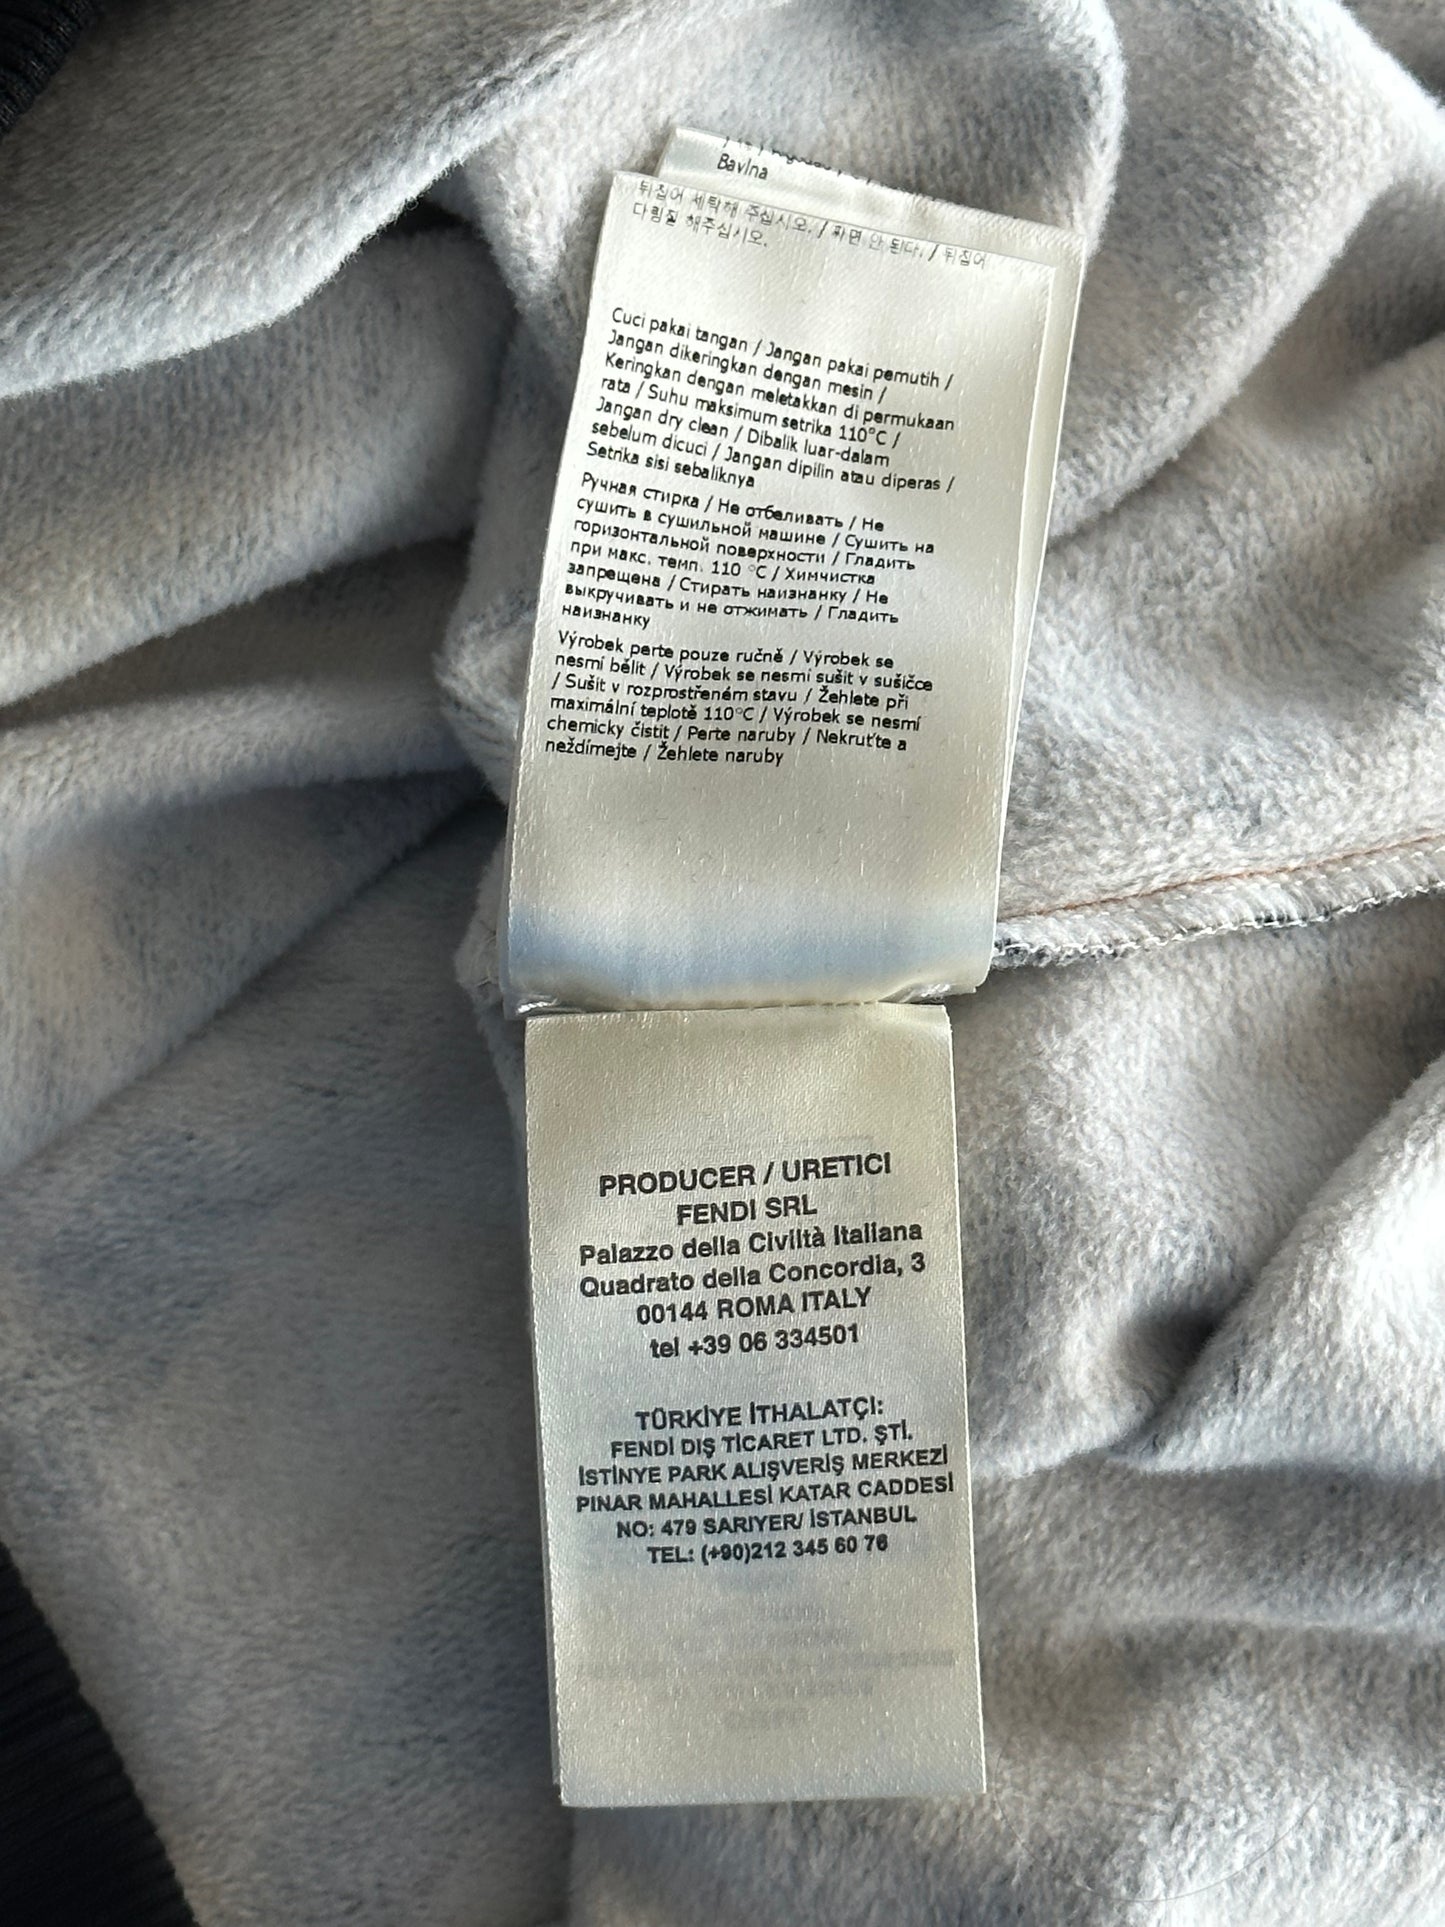 Bavlna
뒤집어 세탁해 주십시오. / 짜면 안 된다. / 뒤집어
다림질 해주십시오.
Cuci pakai tangan / Jangan pakai pemutih /
Jangan dikeringkan dengan mesin /
Keringkan dengan meletakkan di permukaan
rata / Suhu maksimum setrika 110°C /
Jangan dry clean / Dibalik luar-dalam
sebelum dicuci / Jangan dipilin atau diperas /
Setrika sisi sebaliknya
Ручная стирка / Не отбеливать / Не
сушить в сушильной машине / Сушить на
горизонтальной поверхности / Гладить
при макс. темп. 110 °C / Химчистка
запрещена / Стирать наизнанку / Не
выкручивать и не отжимать / Гладить
наизнанку
Výrobek perte pouze ručně / Výrobek se
nesmí bělit / Výrobek se nesmí sušit v sušičce
/ Sušit v rozprostřeném stavu / Žehlete při
maximální teplotě 110°C / Výrobek se nesmí
chemicky čistit / Perte naruby / Nekruťte a
neždímejte / Žehlete naruby
PRODUCER / URETICI
FENDI SRL
Palazzo della Civiltà Italiana
Quadrato della Concordia, 3
00144 ROMA ITALY
tel +39 06 334501
TÜRKİYE İTHALATÇI:
FENDİ DIŞ TİCARET LTD. ŞTİ.
İSTİNYE PARK ALIŞVERİŞ MERKEZİ
PINAR MAHALLESİ KATAR CADDESİ
NO: 479 SARIYER/ İSTANBUL
TEL: (+90)212 345 60 76